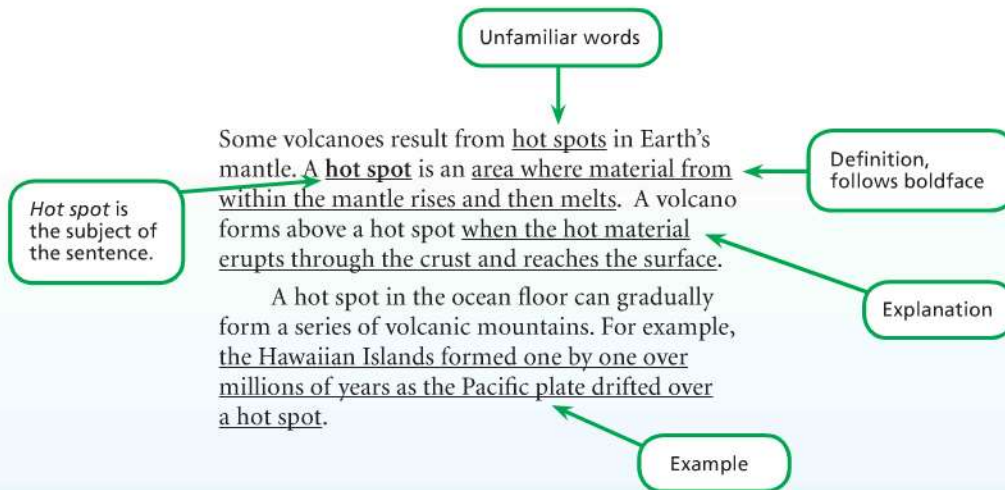 Unfamiliar words
Some volcanoes result from hot spots in Earth's
mantle. A hot spot is an area where material from
within the mantle rises and then melts. A volcano
forms above a hot spot when the hot material
erupts through the crust and reaches the surface.
A hot spot in the ocean floor can gradually
form a series of volcanic mountains. For example,
the Hawaiian Islands formed one by one over
millions of years as the Pacific plate drifted over
a hot spot.
Hot spot is
the subject of
the sentence.
Definition,
follows boldface
Explanation
Example